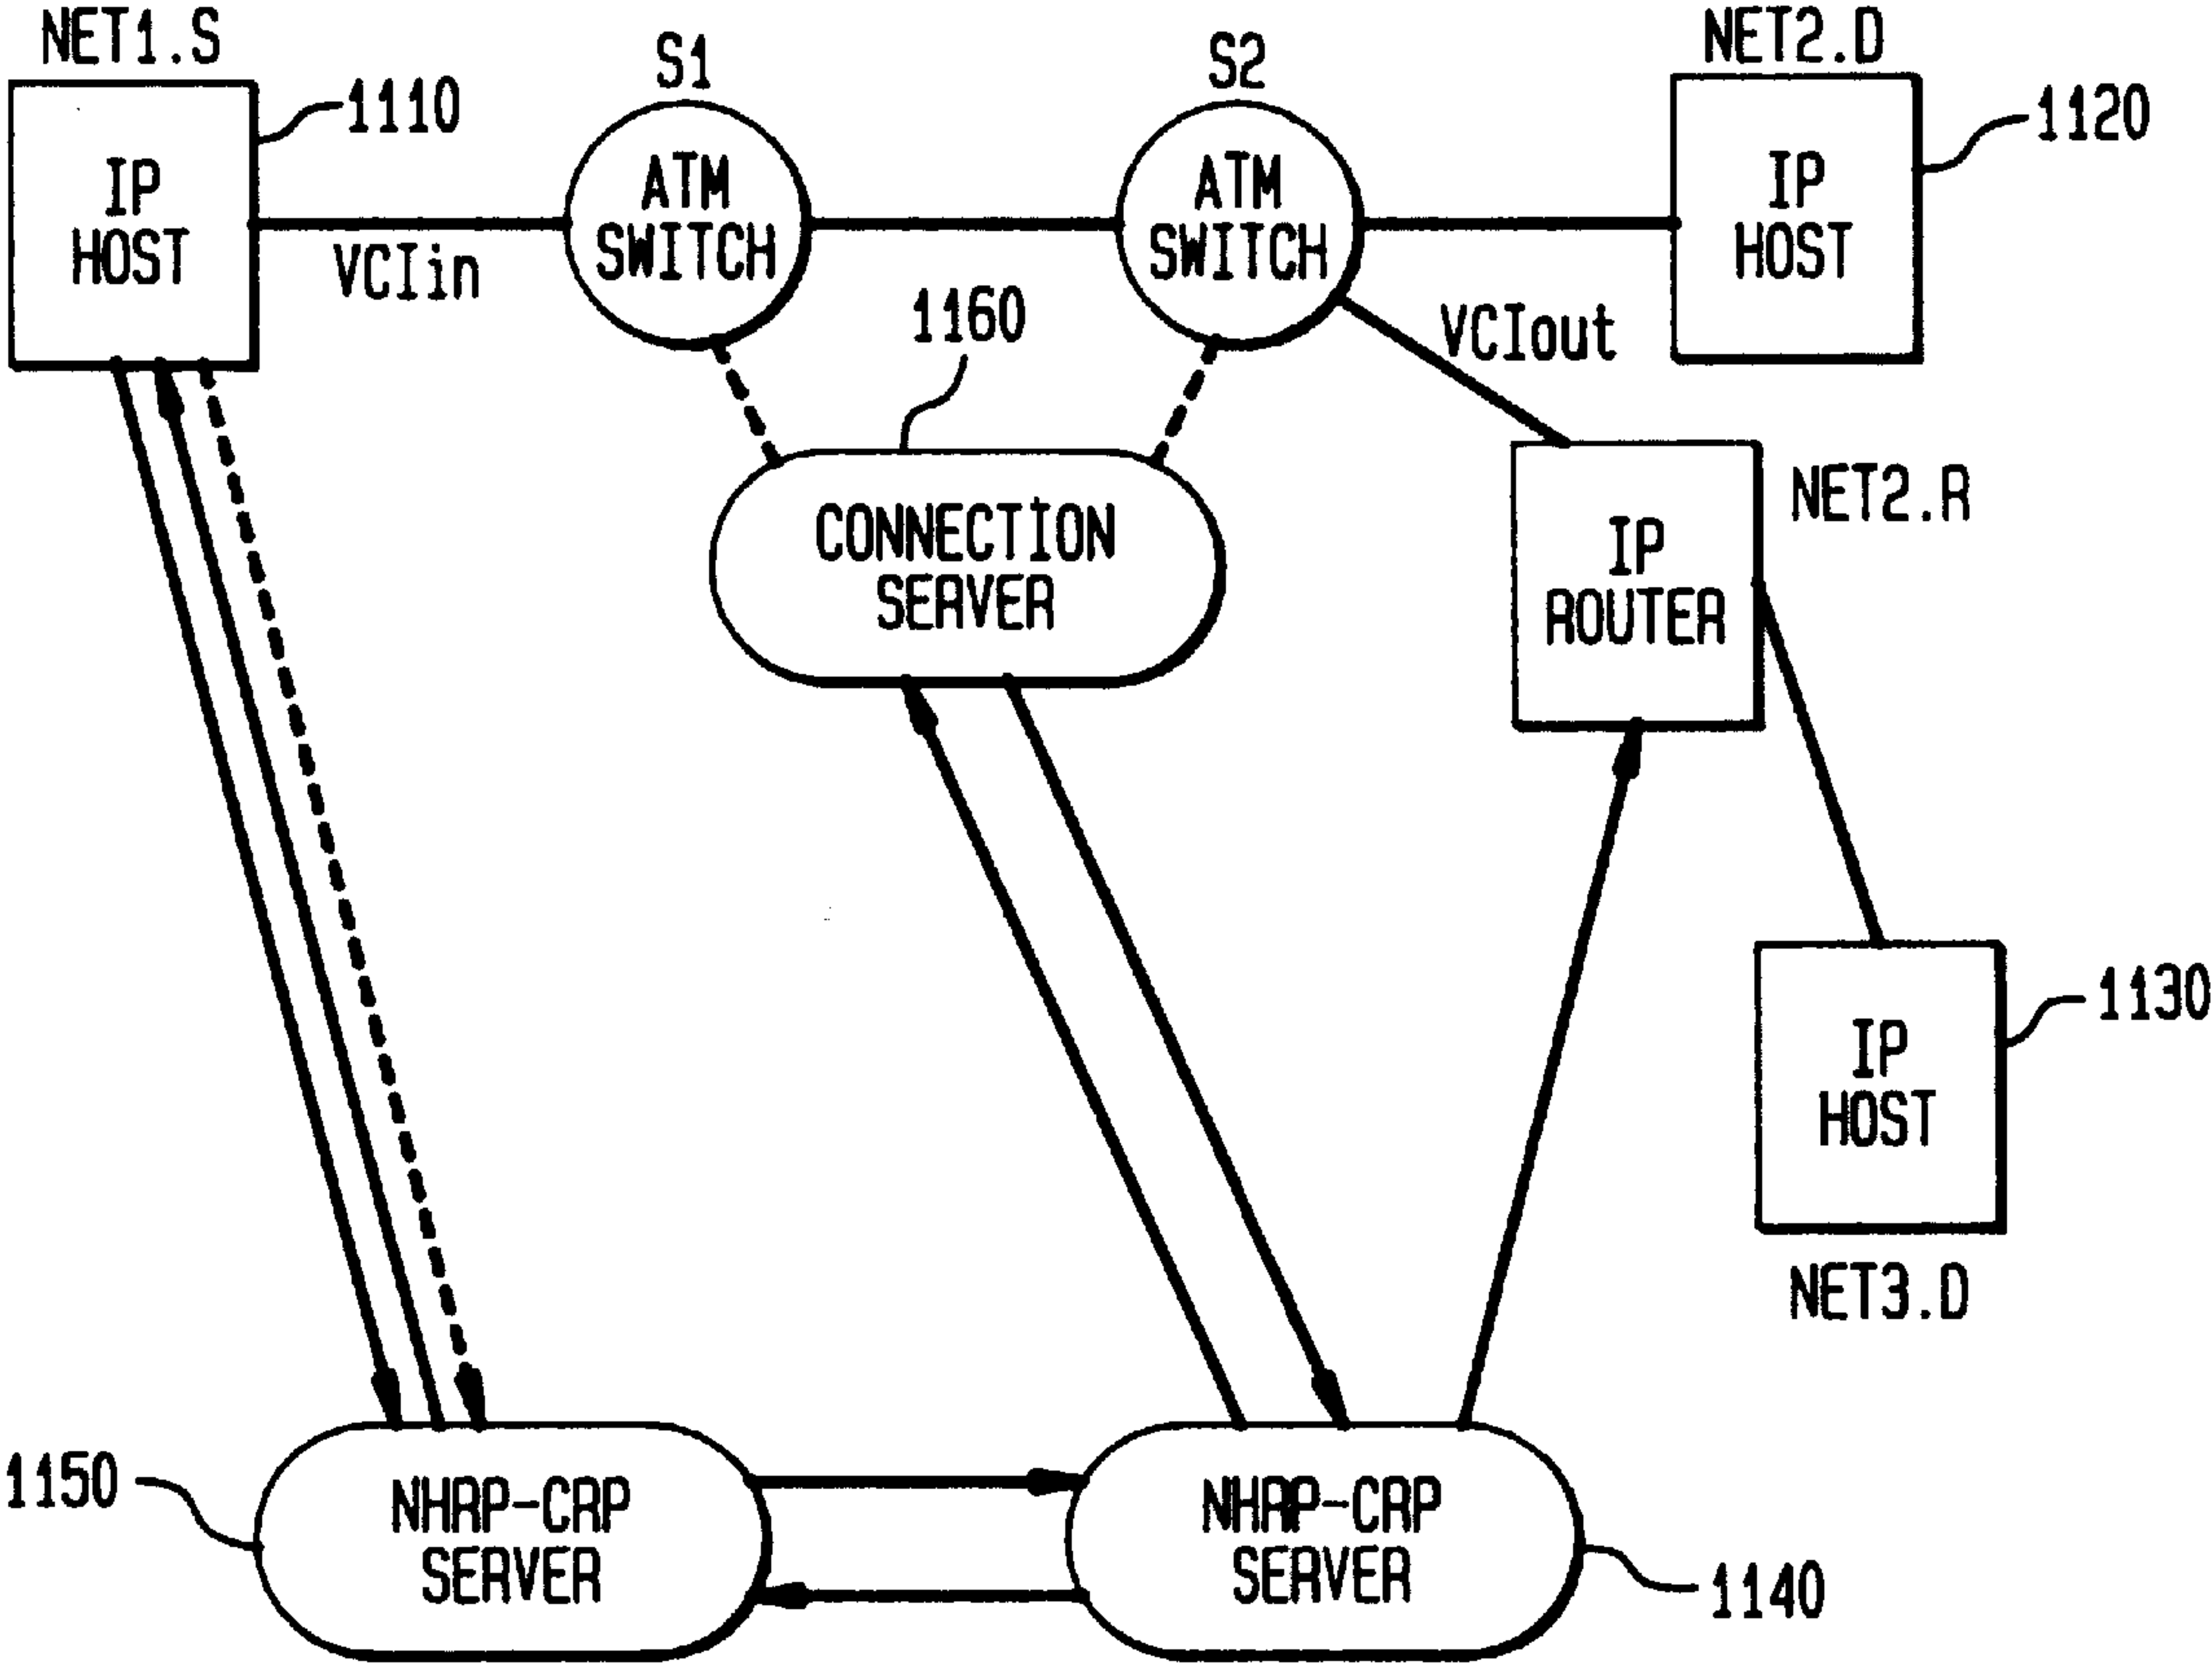 NET1.S
S1
S2
NET2.D
1110
1120
IP
HOST
ATM
SWITCH
ATM
SWITCH
IP
HOST
VCIin
1160
VCIout
CONNECTION
SERVER
IP
ROUTER
NET2.R
1130
IP
HOST
NET3.D
1150
NHRP-CRP
SERVER
NHRP-CRP
SERVER
1140